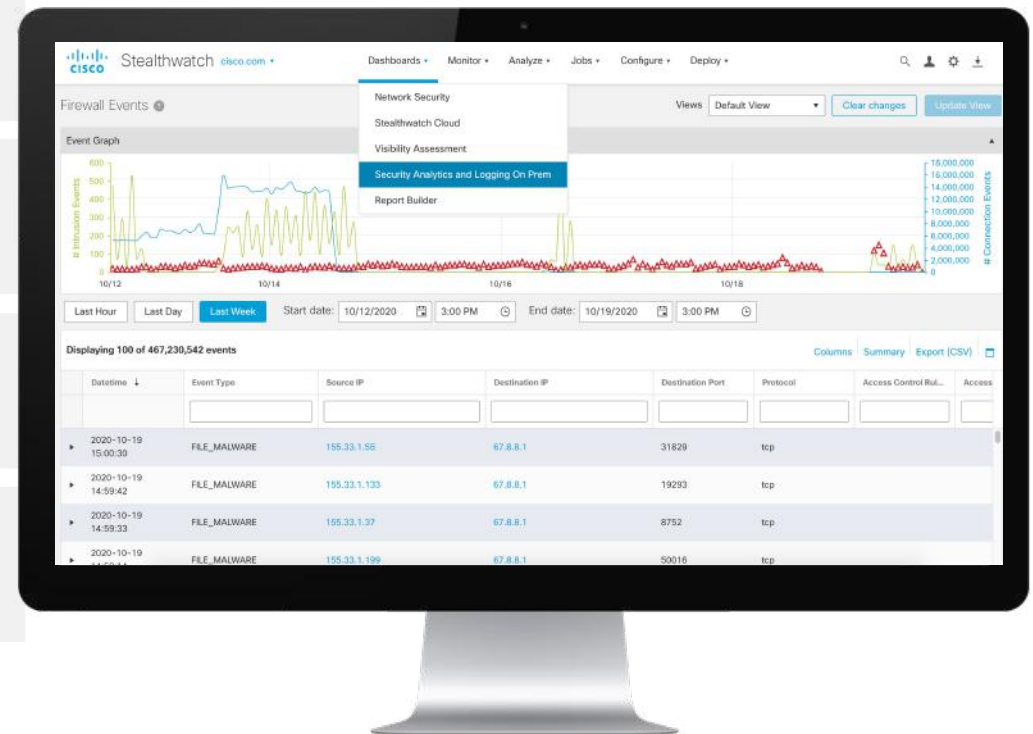 CISCO Stealthwatch cisco.com Dashboards Monitor Analyze Jobs Configure Deploy
Network Security
Stealthwatch Cloud
Visibility Assessment
Security Analytics and Logging On Prem
Report Builder
Firewall Events Views Default View Clear changes Update View
Event Graph
# Intrusion Events
600
500
400
300
200
100
0
16,000,000
16,000,000
14,000,000
12,000,000
10,000,000
8,000,000
6,000,000
4,000,000
2,000,000
0
# Connection Events
10/12 10/14 10/16 10/18
Last Hour Last Day Last Week Start date: 10/12/2020 3:00 PM End date: 10/19/2020 3:00 PM
Displaying 100 of 467,230,542 events Columns Summary Export (CSV)
Datetime ↓ Event Type Source IP Destination IP Destination Port Protocol Access Control Rul... Access
2020-10-19
15:00:30 FILE_MALWARE 155.33.1.55 67.8.8.1 31829 tcp
2020-10-19
14:59:42 FILE_MALWARE 155.33.1.133 67.8.8.1 19293 tcp
2020-10-19
14:59:33 FILE_MALWARE 155.33.1.37 67.8.8.1 8752 tcp
2020-10-19
FILE_MALWARE 155.33.1.199 67.8.8.1 50016 tcp